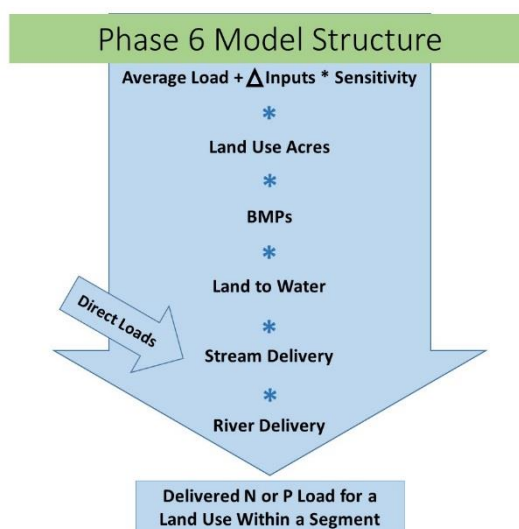 Phase 6 Model Structure
Average Load + Δ Inputs * Sensitivity
*
Land Use Acres
*
BMPs
*
Land to Water
*
Direct Loads
Stream Delivery
*
River Delivery
Delivered N or P Load for a
Land Use Within a Segment